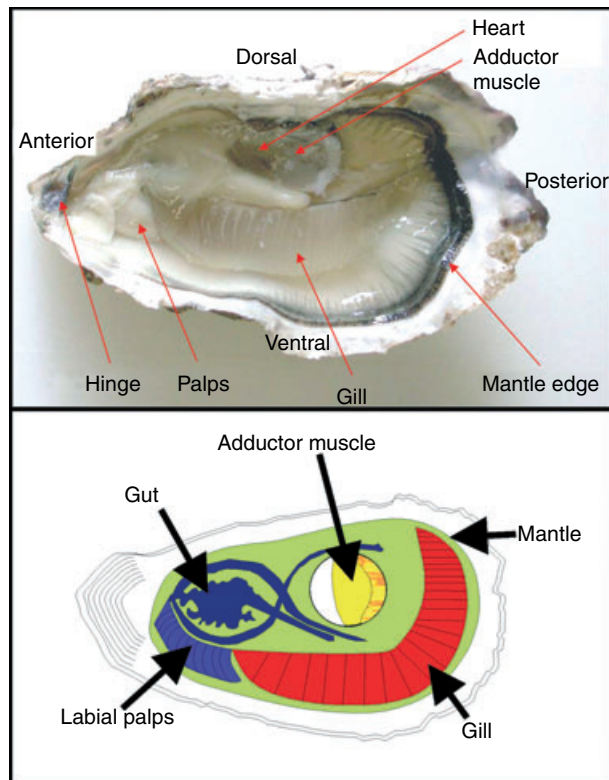 Heart
Dorsal
Adductor
muscle
Anterior
Posterior
Ventral
Hinge
Palps
Gill
Mantle edge
Adductor muscle
Gut
Mantle
Labial palps
Gill